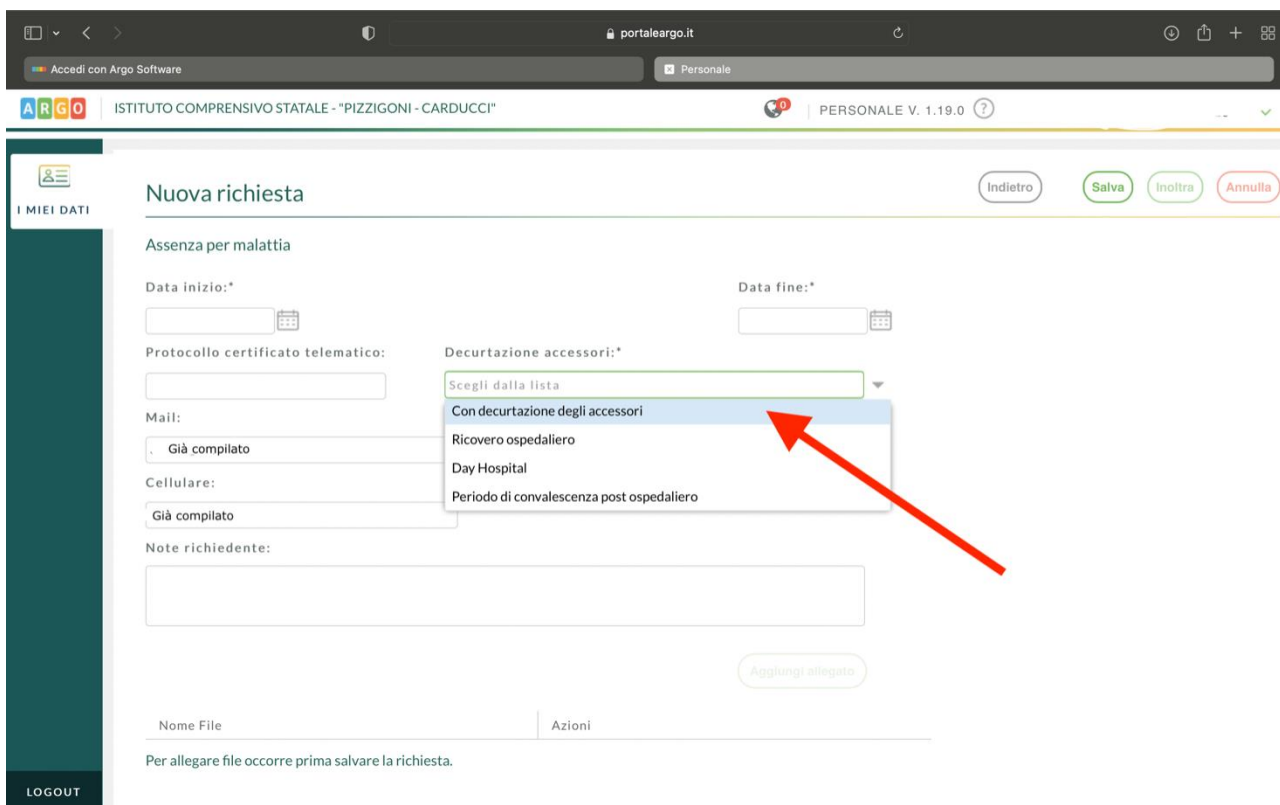 portaleargo.it
Accedi con Argo Software
Personale
ARGO
ISTITUTO COMPRENSIVO STATALE - "PIZZIGONI - CARDUCCI"
0
PERSONALE V. 1.19.0 ?
I MIEI DATI
Nuova richiesta
Indietro
Salva
Inoltra
Annulla
Assenza per malattia
Data inizio:*
Data fine:*
Protocollo certificato telematico:
Decurtazione accessori:*
Scegli dalla lista
Con decurtazione degli accessori
Mail:
Ricovero ospedaliero
. Già compilato
Day Hospital
Cellulare:
Periodo di convalescenza post ospedaliero
Già compilato
Note richiedente:
Aggiungi allegato
Nome File
Azioni
Per allegare file occorre prima salvare la richiesta.
LOGOUT